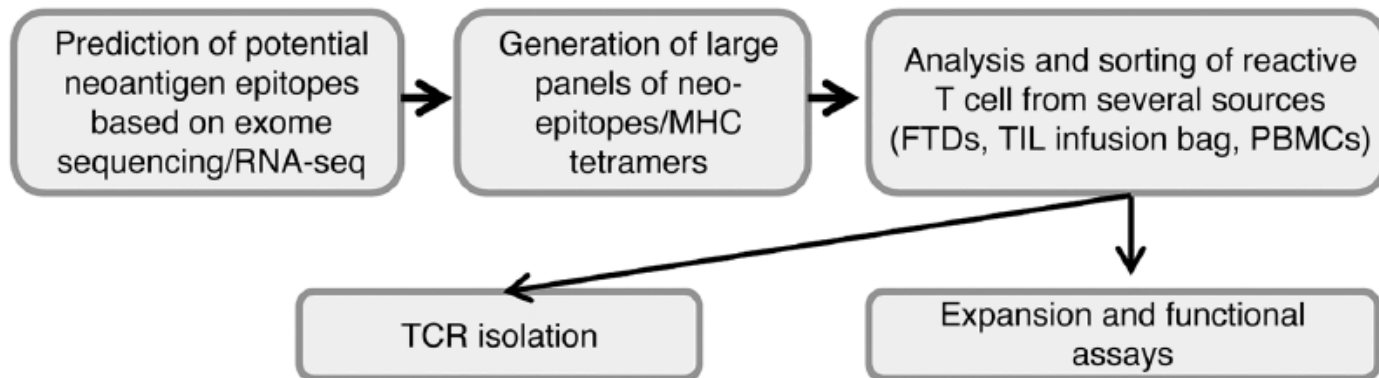 Prediction of potential
neoantigen epitopes
based on exome
sequencing/RNA-seq
Generation of large
panels of neo-
epitopes/MHC
tetramers
Analysis and sorting of reactive
T cell from several sources
(FTDs, TIL infusion bag, PBMCs)
TCR isolation
Expansion and functional
assays